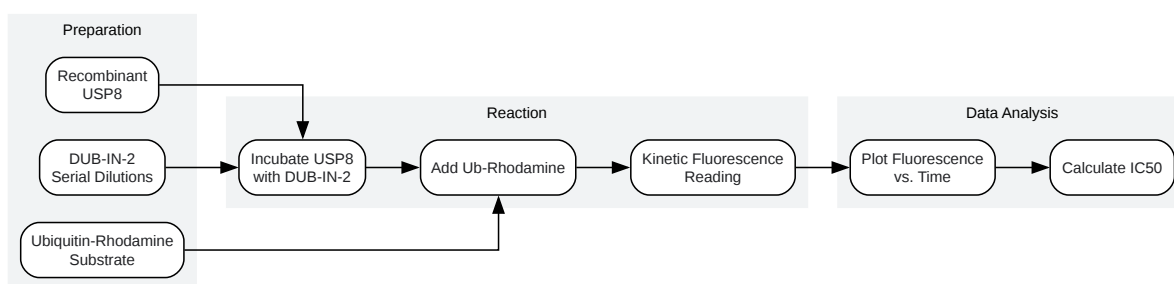 Preparation
Recombinant
USP8
DUB-IN-2
Serial Dilutions
Ubiquitin-Rhodamine
Substrate
Reaction
Incubate USP8
with DUB-IN-2
Add Ub-Rhodamine
Kinetic Fluorescence
Reading
Data Analysis
Plot Fluorescence
vs. Time
Calculate IC50